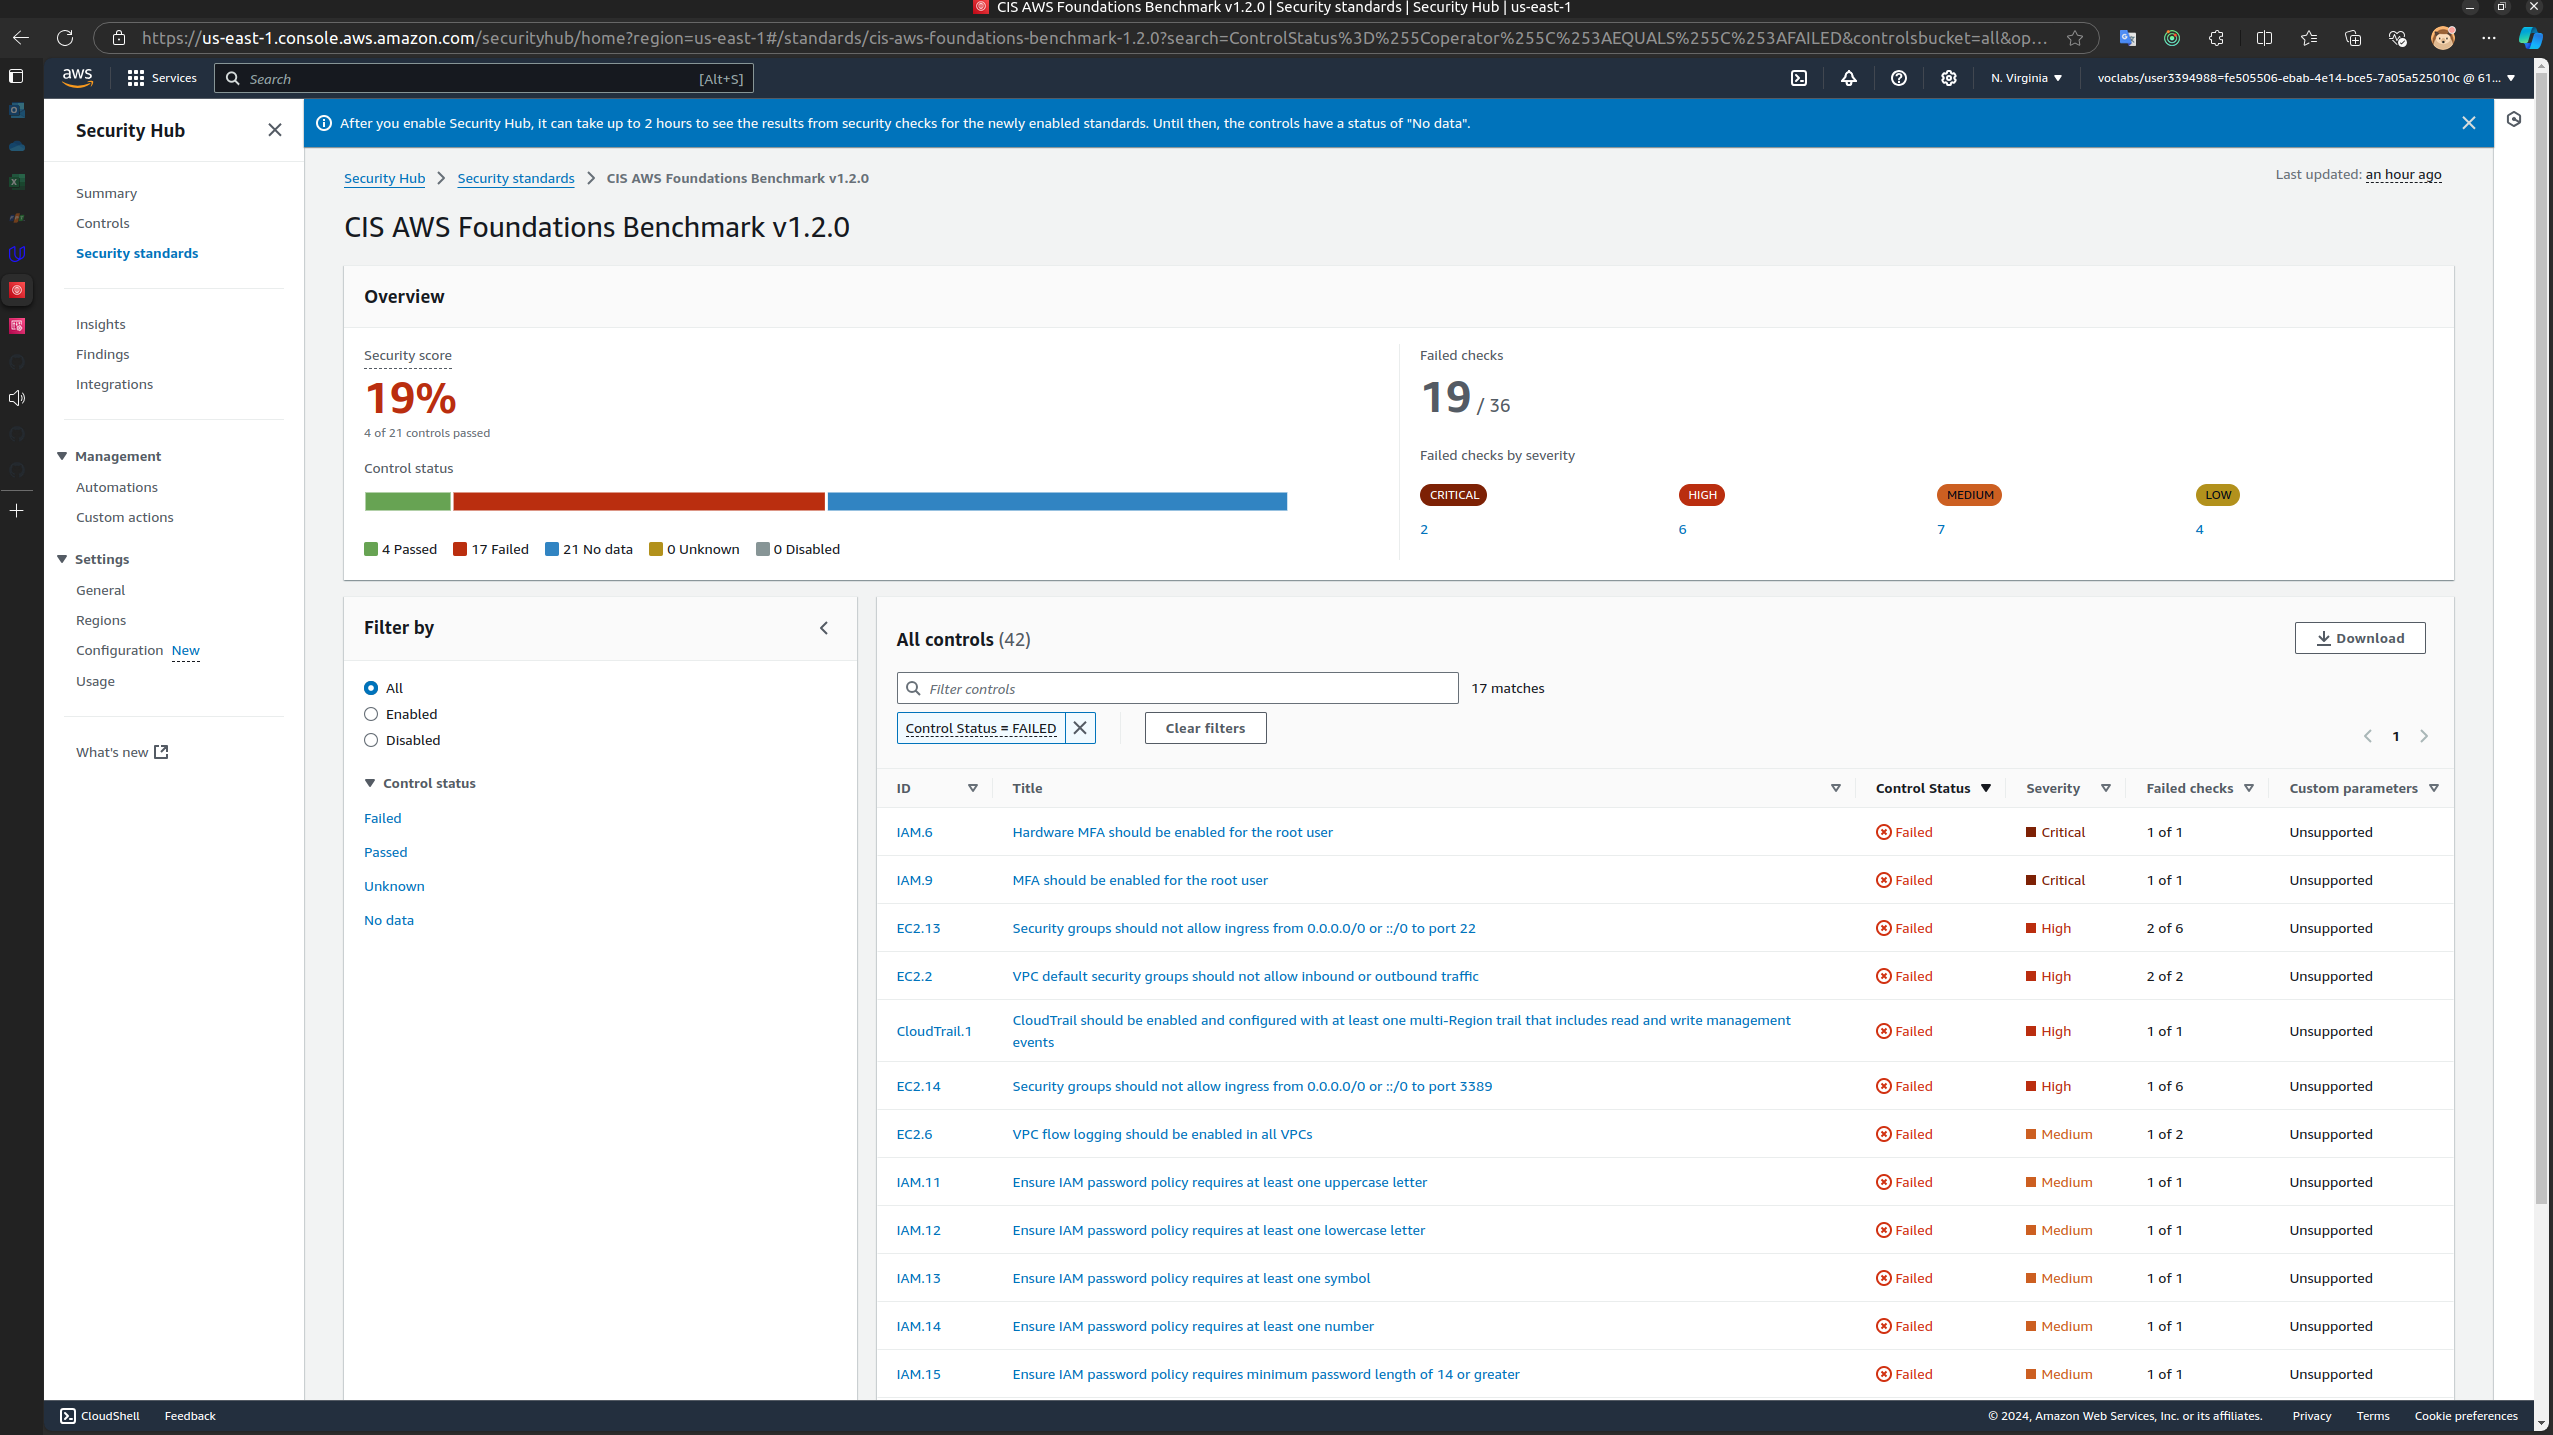 CIS AWS Foundations Benchmark v1.2.0 | Security standards | Security Hub | us-east-1
https://us-east-1.console.aws.amazon.com/securityhub/home?region=us-east-1#/standards/cis-aws-foundations-benchmark-1.2.0?search=ControlStatus%3D%255Coperator%255C%253AEQUALS%255C%253AFAILED&controlsbucket=all&op...
aws
Services
Search
[Alt+S]
N. Virginia
voclabs/user3394988=fe505506-ebab-4e14-bce5-7a05a525010c @ 61...
Security Hub
After you enable Security Hub, it can take up to 2 hours to see the results from security checks for the newly enabled standards. Until then, the controls have a status of "No data".
Summary
Controls
Security standards
Insights
Findings
Integrations
Management
Automations
Custom actions
Settings
General
Regions
Configuration New
Usage
What's new
Security Hub > Security standards > CIS AWS Foundations Benchmark v1.2.0
Last updated: an hour ago
CIS AWS Foundations Benchmark v1.2.0
Overview
Security score
19%
4 of 21 controls passed
Control status
4 Passed 17 Failed 21 No data 0 Unknown 0 Disabled
Failed checks
19 / 36
Failed checks by severity
CRITICAL HIGH MEDIUM LOW
2 6 7 4
Filter by
All
Enabled
Disabled
Control status
Failed
Passed
Unknown
No data
All controls (42)
Download
Filter controls
17 matches
Control Status = FAILED
Clear filters
1
ID Title Control Status Severity Failed checks Custom parameters
IAM.6 Hardware MFA should be enabled for the root user Failed Critical 1 of 1 Unsupported
IAM.9 MFA should be enabled for the root user Failed Critical 1 of 1 Unsupported
EC2.13 Security groups should not allow ingress from 0.0.0.0/0 or ::/0 to port 22 Failed High 2 of 6 Unsupported
EC2.2 VPC default security groups should not allow inbound or outbound traffic Failed High 2 of 2 Unsupported
CloudTrail.1 CloudTrail should be enabled and configured with at least one multi-Region trail that includes read and write management
events Failed High 1 of 1 Unsupported
EC2.14 Security groups should not allow ingress from 0.0.0.0/0 or ::/0 to port 3389 Failed High 1 of 6 Unsupported
EC2.6 VPC flow logging should be enabled in all VPCs Failed Medium 1 of 2 Unsupported
IAM.11 Ensure IAM password policy requires at least one uppercase letter Failed Medium 1 of 1 Unsupported
IAM.12 Ensure IAM password policy requires at least one lowercase letter Failed Medium 1 of 1 Unsupported
IAM.13 Ensure IAM password policy requires at least one symbol Failed Medium 1 of 1 Unsupported
IAM.14 Ensure IAM password policy requires at least one number Failed Medium 1 of 1 Unsupported
IAM.15 Ensure IAM password policy requires minimum password length of 14 or greater Failed Medium 1 of 1 Unsupported
CloudShell Feedback
© 2024, Amazon Web Services, Inc. or its affiliates. Privacy Terms Cookie preferences